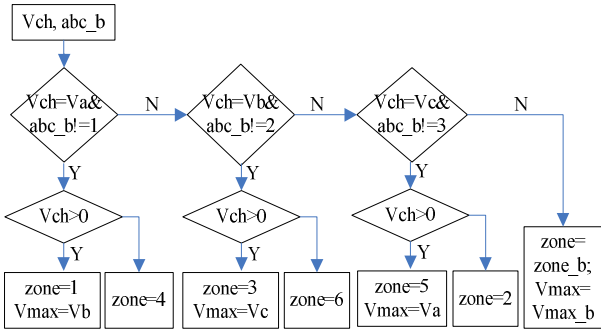 Vch, abc_b
Vch=Va&
abc_b!=1
N
Vch=Vb&
abc_b!=2
N
Vch=Vc&
abc_b!=3
N
Y
Y
Y
Vch>0
Vch>0
Vch>0
Y
Y
Y
zone=1
Vmax=Vb
zone=4
zone=3
Vmax=Vc
zone=6
zone=5
Vmax=Va
zone=2
zone=
zone_b;
Vmax=
Vmax_b